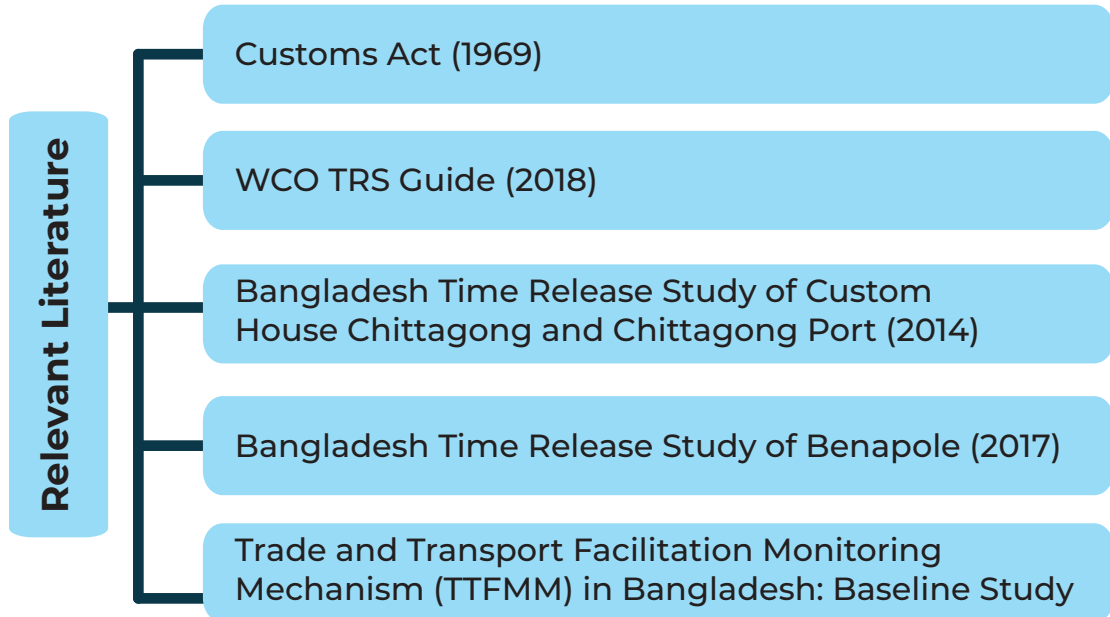 Relevant Literature
Customs Act (1969)
WCO TRS Guide (2018)
Bangladesh Time Release Study of Custom
House Chittagong and Chittagong Port (2014)
Bangladesh Time Release Study of Benapole (2017)
Trade and Transport Facilitation Monitoring
Mechanism (TTFMM) in Bangladesh: Baseline Study